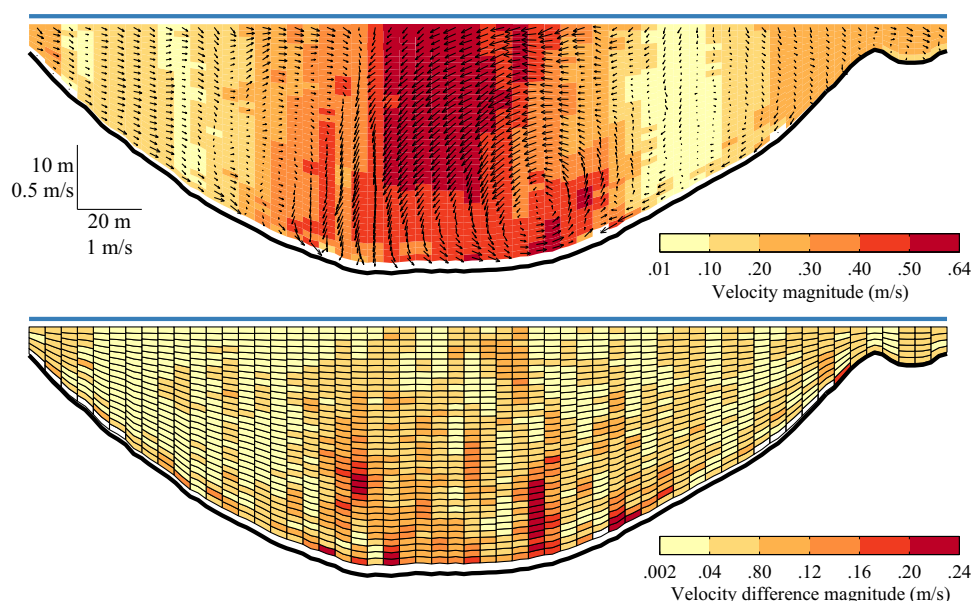 10 m
0.5 m/s
20 m
1 m/s
.01 .10 .20 .30 .40 .50 .64
Velocity magnitude (m/s)
.002 .04 .80 .12 .16 .20 .24
Velocity difference magnitude (m/s)